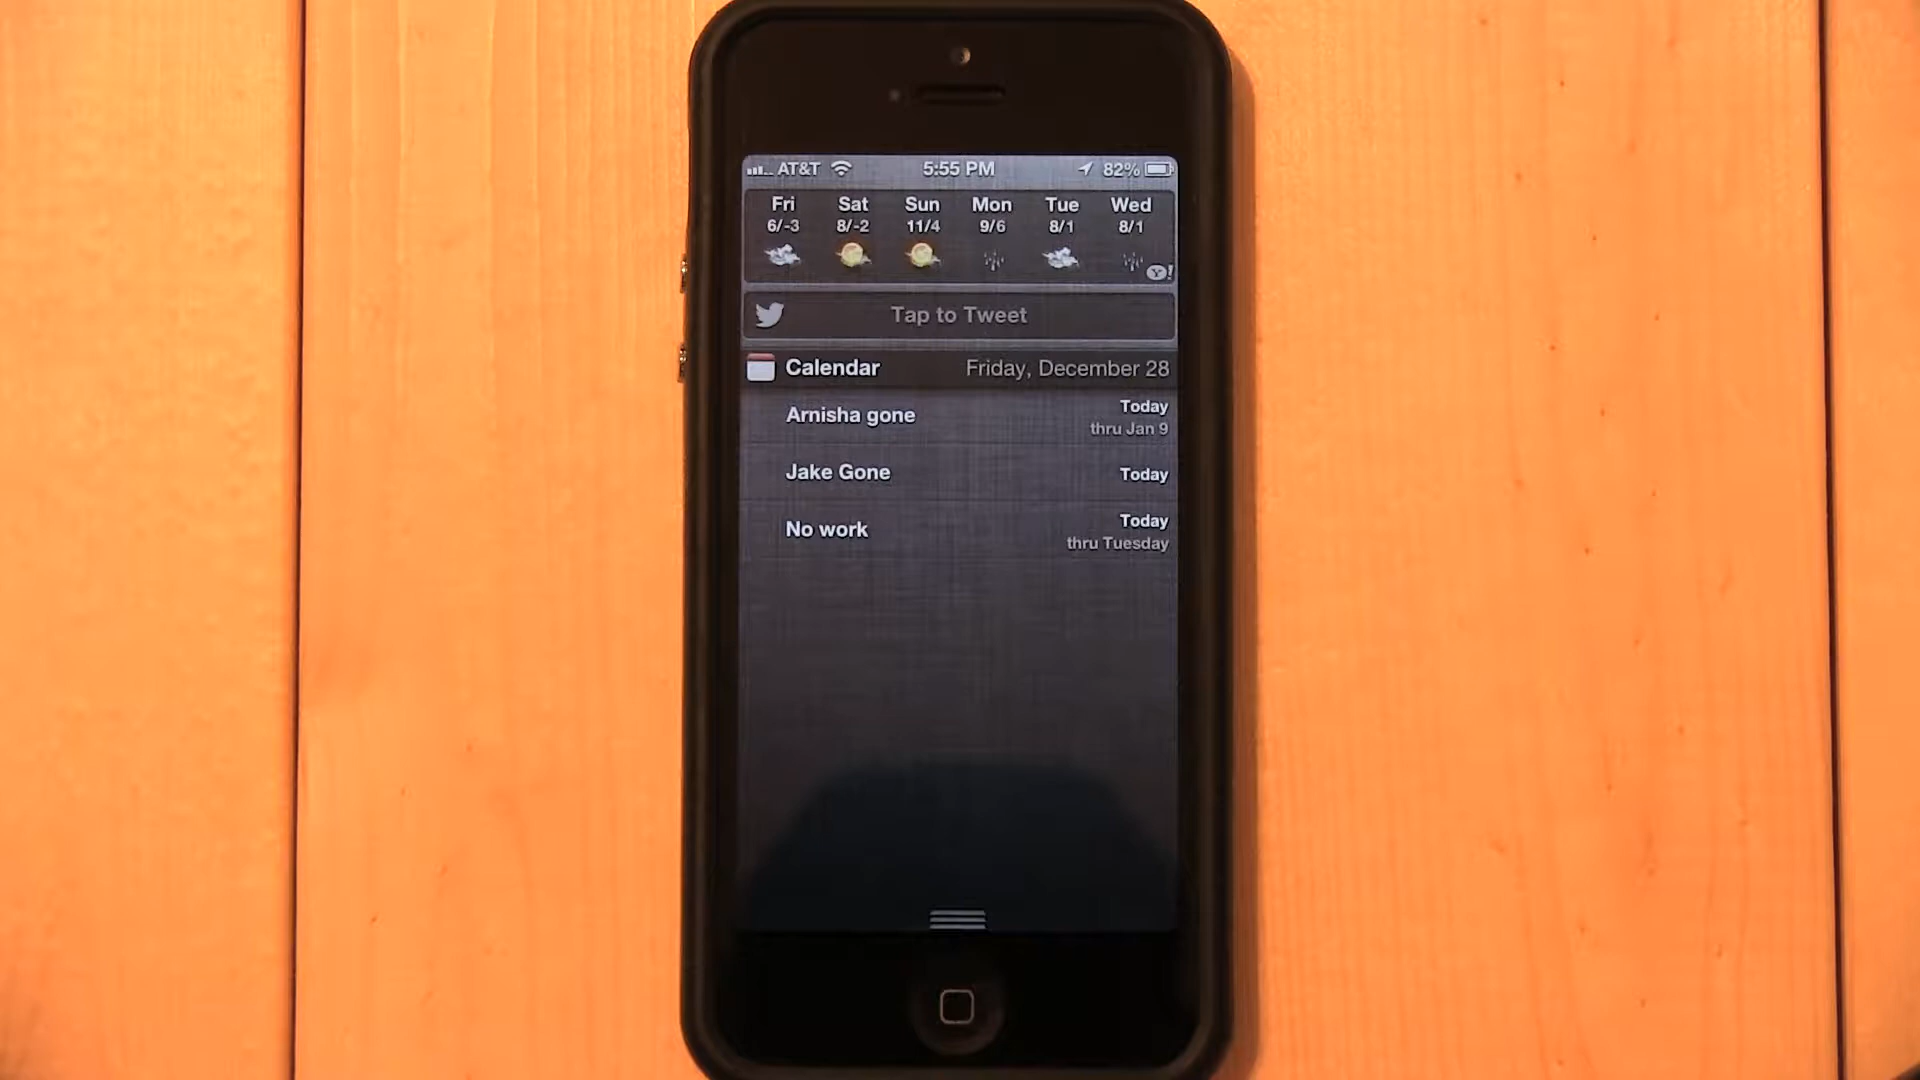 AT&T 5:55 PM 82%
Fri Sat Sun Mon Tue Wed
6/-3 8/-2 11/4 9/6 8/1 8/1
Y!
Tap to Tweet
Calendar Friday, December 28
Arnisha gone Today
thru Jan 9
Jake Gone Today
No work Today
thru Tuesday